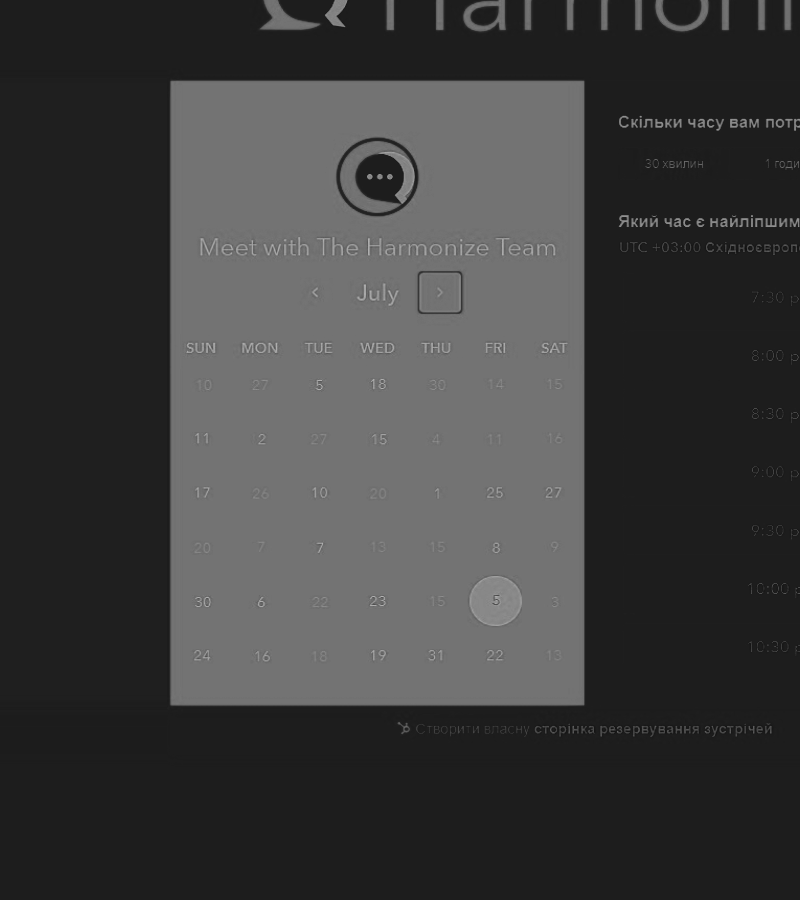 Harmoni
Meet with The Harmonize Team
‹ July ›
SUN MON TUE WED THU FRI SAT
10 27 5 18 30 14 15
11 2 27 15 4 11 16
17 26 10 20 1 25 27
20 7 7 13 15 8 9
30 6 22 23 15 5 3
24 16 18 19 31 22 13
Скільки часу вам потр
30 хвилин 1 годи
Який час є найліпшим
UTC +03:00 Східноєвропе
7:30 p
8:00 p
8:30 p
9:00 p
9:30 p
10:00 p
10:30 p
Створити власну сторінка резервування зустрічей